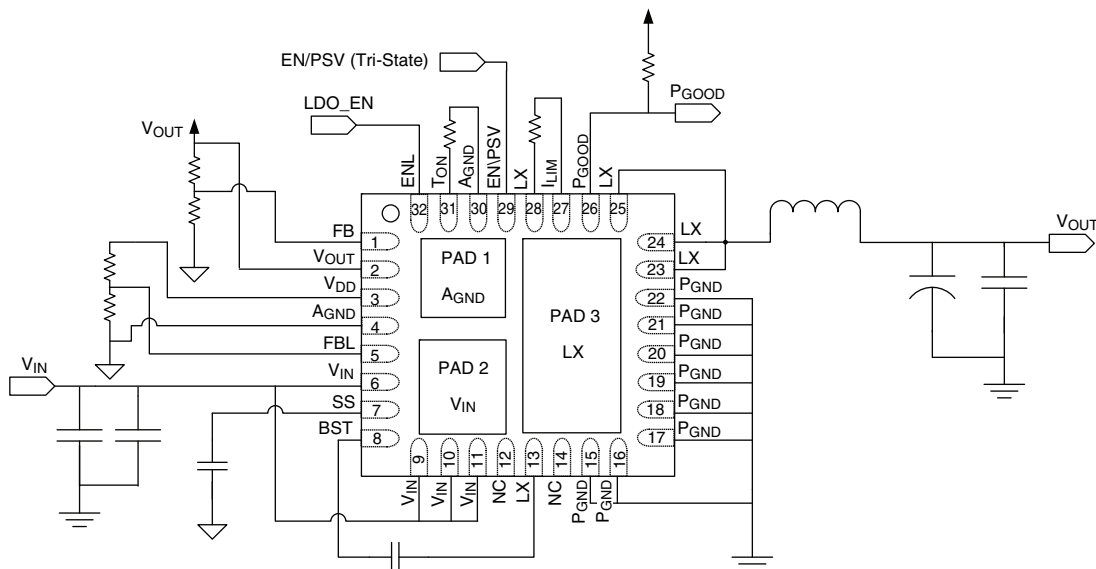 EN/PSV (Tri-State)
LDO_EN
PGOOD
VOUT
ENL
TON
AGND
EN\PSV
LX
ILIM
PGOOD
LX
32
31
30
29
28
27
26
25
FB
1
VOUT
2
VDD
3
AGND
4
FBL
5
VIN
VIN
6
SS
7
BST
8
PAD 1
AGND
PAD 2
VIN
PAD 3
LX
24
LX
23
LX
22
PGND
21
PGND
20
PGND
19
PGND
18
PGND
17
PGND
VOUT
9
10
11
12
13
14
15
16
VIN
VIN
VIN
NC
LX
NC
PGND
PGND